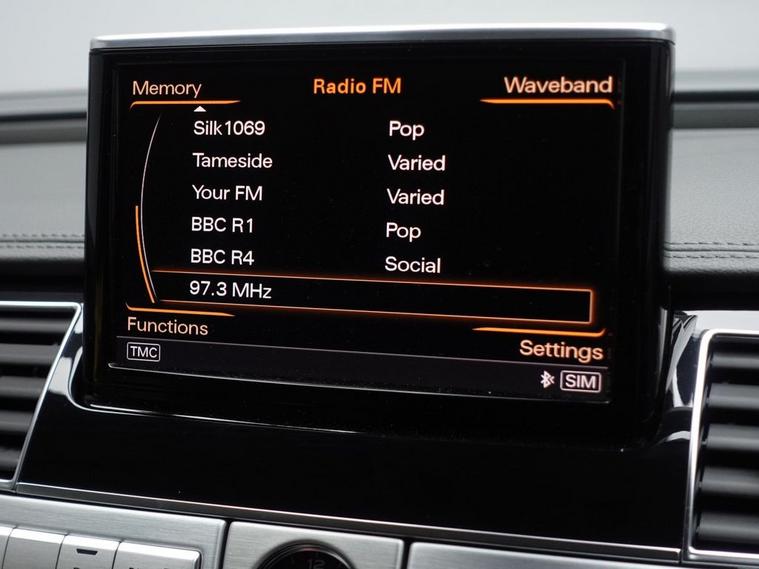 Memory Radio FM Waveband
Silk1069 Pop
Tameside Varied
Your FM Varied
BBC R1 Pop
BBC R4 Social
97.3 MHz
Functions Settings
TMC SIM
12